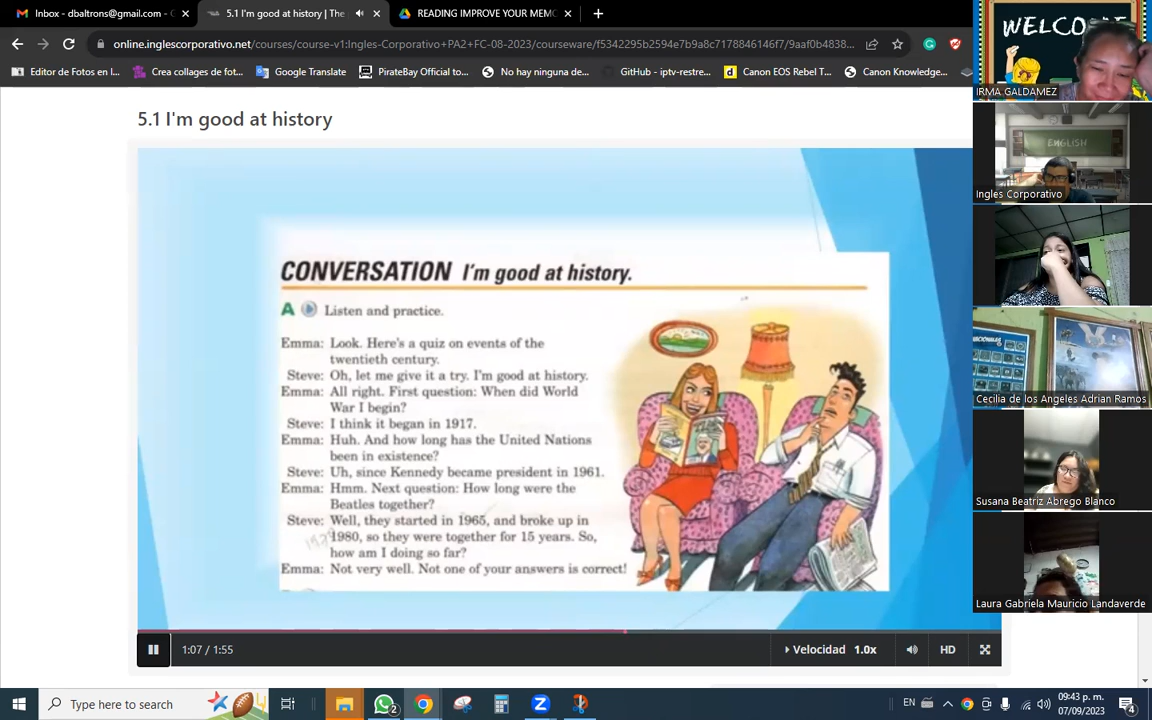 Inbox - dbaltrons@gmail.com -
5.1 I'm good at history | The
READING IMPROVE YOUR MEM
online.inglescorporativo.net/courses/course-v1:Ingles-Corporativo+PA2+FC-08-2023/courseware/f5342295b2594e7b9a8c7178846146f7/9aaf0b4838...
Editor de Fotos en l...
Crea collages de fot...
Google Translate
PirateBay Official to...
No hay ninguna de...
GitHub - iptv-restre...
Canon EOS Rebel T...
Canon Knowledge...
5.1 I'm good at history
CONVERSATION I'm good at history.
A Listen and practice.
Emma: Look. Here's a quiz on events of the
twentieth century.
Steve: Oh, let me give it a try. I'm good at history.
Emma: All right. First question: When did World
War I begin?
Steve: I think it began in 1917.
Emma: Huh. And how long has the United Nations
been in existence?
Steve: Uh, since Kennedy became president in 1961.
Emma: Hmm. Next question: How long were the
Beatles together?
Steve: Well, they started in 1965, and broke up in
1980, so they were together for 15 years. So,
how am I doing so far?
Emma: Not very well. Not one of your answers is correct!
1:07 / 1:55
Velocidad 1.0x
HD
IRMA GALDAMEZ
ENGLISH
Ingles Corporativo
Cecilia de los Angeles Adrian Ramos
Susana Beatriz Abrego Blanco
Laura Gabriela Mauricio Landaverde
Type here to search
2
EN
09:43 p. m.
07/09/2023
4